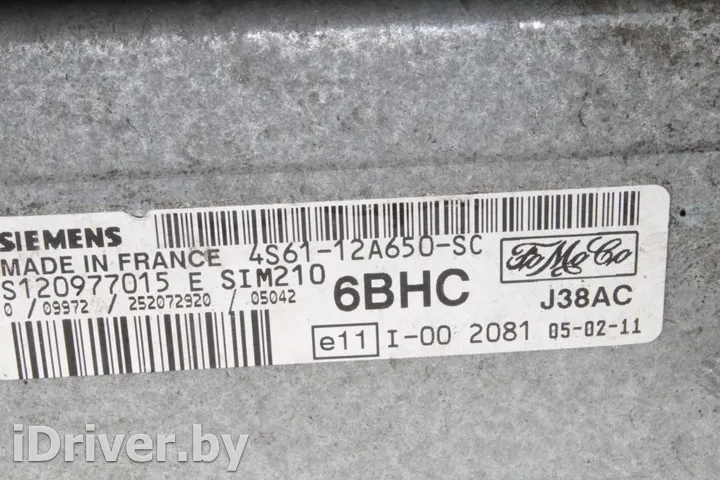 SIEMENS
MADE IN FRANCE 4S61-12A650-SC
S120977015 E SIM210
0 / 09972 / 252072920 / 05042
6BHC
FoMoCo
J38AC
e11 I-00 2081 05-02-11
iDriver.by